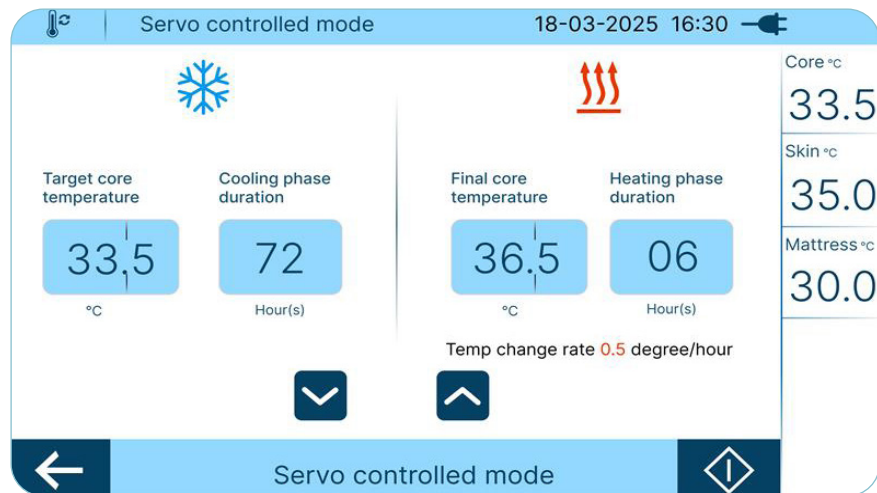 Servo controlled mode 18-03-2025 16:30
Core °C
33.5
Skin °C
35.0
Mattress °C
30.0
Target core temperature
33.5
°C
Cooling phase duration
72
Hour(s)
Final core temperature
36.5
°C
Heating phase duration
06
Hour(s)
Temp change rate 0.5 degree/hour
Servo controlled mode